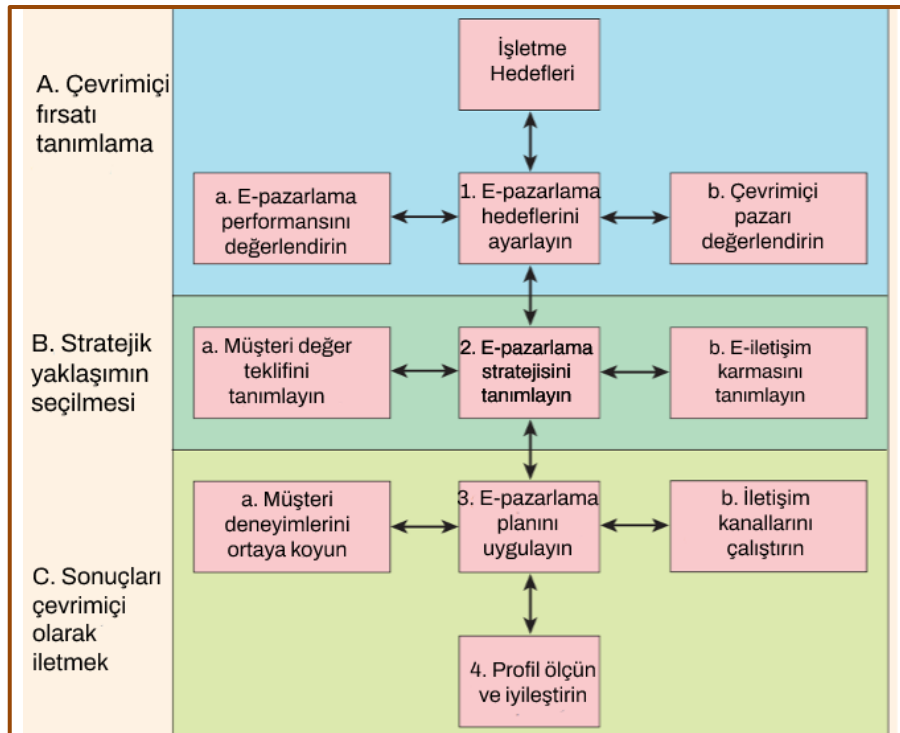 A. Çevrimiçi
fırsatı
tanımlama
İşletme
Hedefleri
a. E-pazarlama
performansını
değerlendirin
1. E-pazarlama
hedeflerini
ayarlayın
b. Çevrimiçi
pazarı
değerlendirin
B. Stratejik
yaklaşımın
seçilmesi
a. Müşteri değer
teklifini
tanımlayın
2. E-pazarlama
stratejisini
tanımlayın
b. E-iletişim
karmasını
tanımlayın
C. Sonuçları
çevrimiçi
olarak
iletmek
a. Müşteri
deneyimlerini
ortaya koyun
3. E-pazarlama
planını
uygulayın
b. İletişim
kanallarını
çalıştırın
4. Profil ölçün
ve iyileştirin